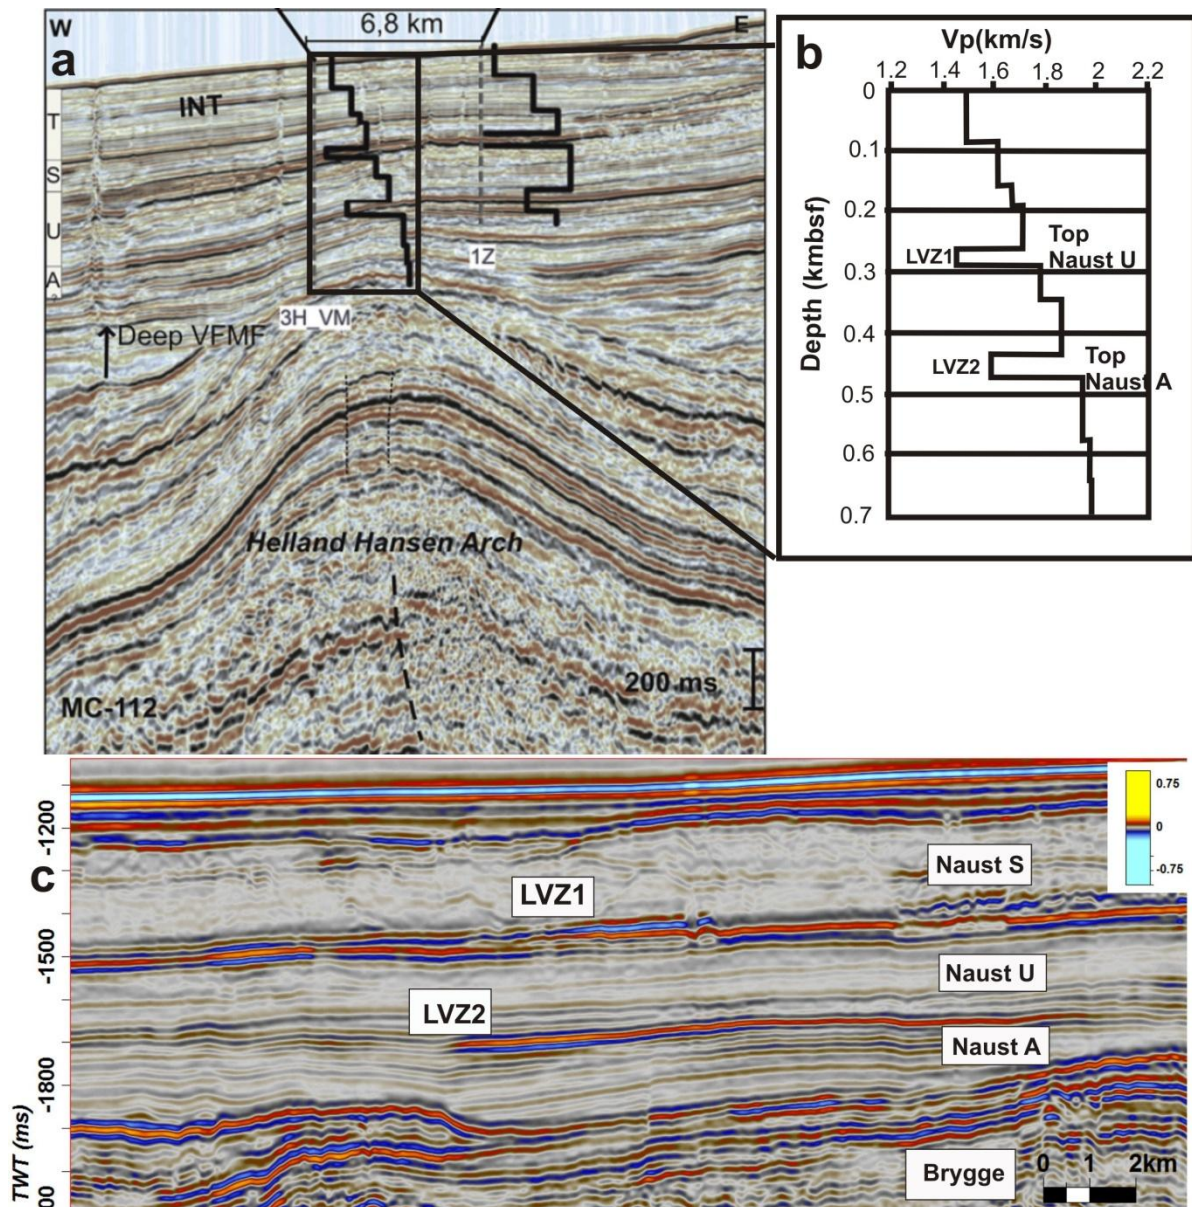 W
6,8 km
E
a
INT
T
S
U
A
1Z
3H_VM
Deep VFMF
Helland Hansen Arch
200 ms
MC-112
b
Vp(km/s)
1.2 1.4 1.6 1.8 2 2.2
Depth (kmbsf)
0
0.1
0.2
0.3
0.4
0.5
0.6
0.7
Top
Naust U
LVZ1
Top
Naust A
LVZ2
c
0.75
0
-0.75
Naust S
LVZ1
Naust U
LVZ2
Naust A
Brygge
0 1 2km
TWT (ms)
-1200
-1500
-1800
00